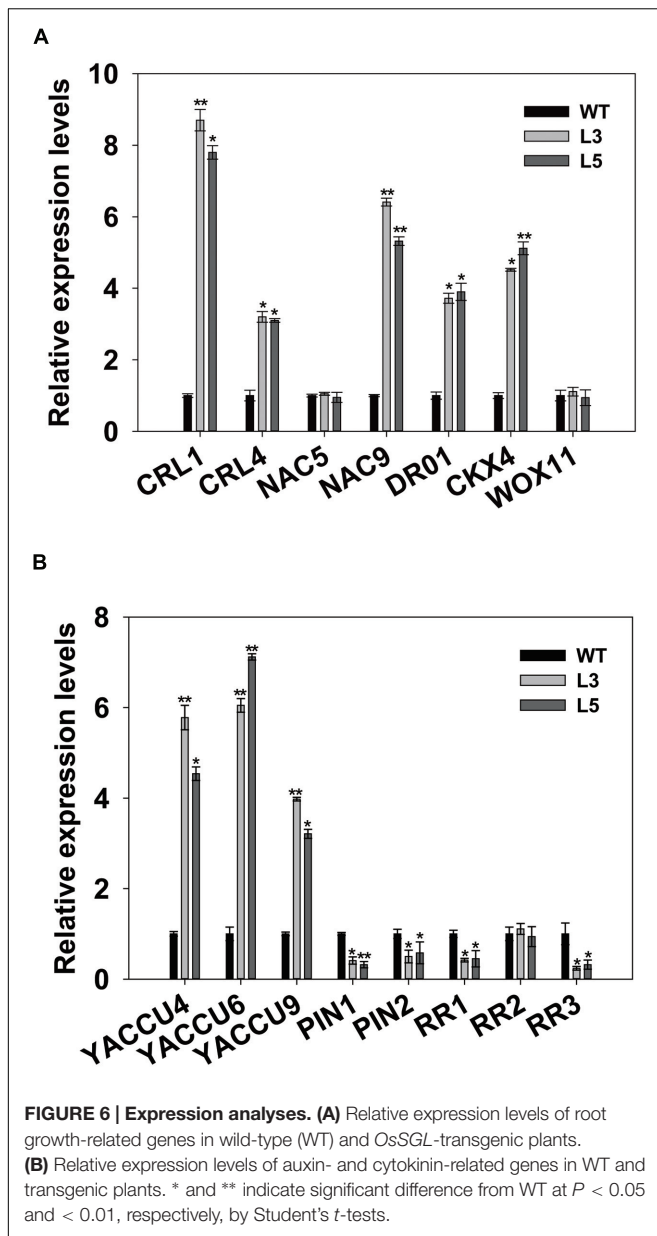 A
Relative expression levels
10
8
6
4
2
0
WT
L3
L5
** * * * ** ** * * * **
CRL1 CRL4 NAC5 NAC9 DR01 CKX4 WOX11
B
Relative expression levels
8
6
4
2
0
WT
L3
L5
** * ** ** ** * * ** * * * * * *
YACCU4 YACCU6 YACCU9 PIN1 PIN2 RR1 RR2 RR3
FIGURE 6 | Expression analyses. (A) Relative expression levels of root
growth-related genes in wild-type (WT) and OsSGL-transgenic plants.
(B) Relative expression levels of auxin- and cytokinin-related genes in WT and
transgenic plants. * and ** indicate significant difference from WT at P < 0.05
and < 0.01, respectively, by Student's t-tests.